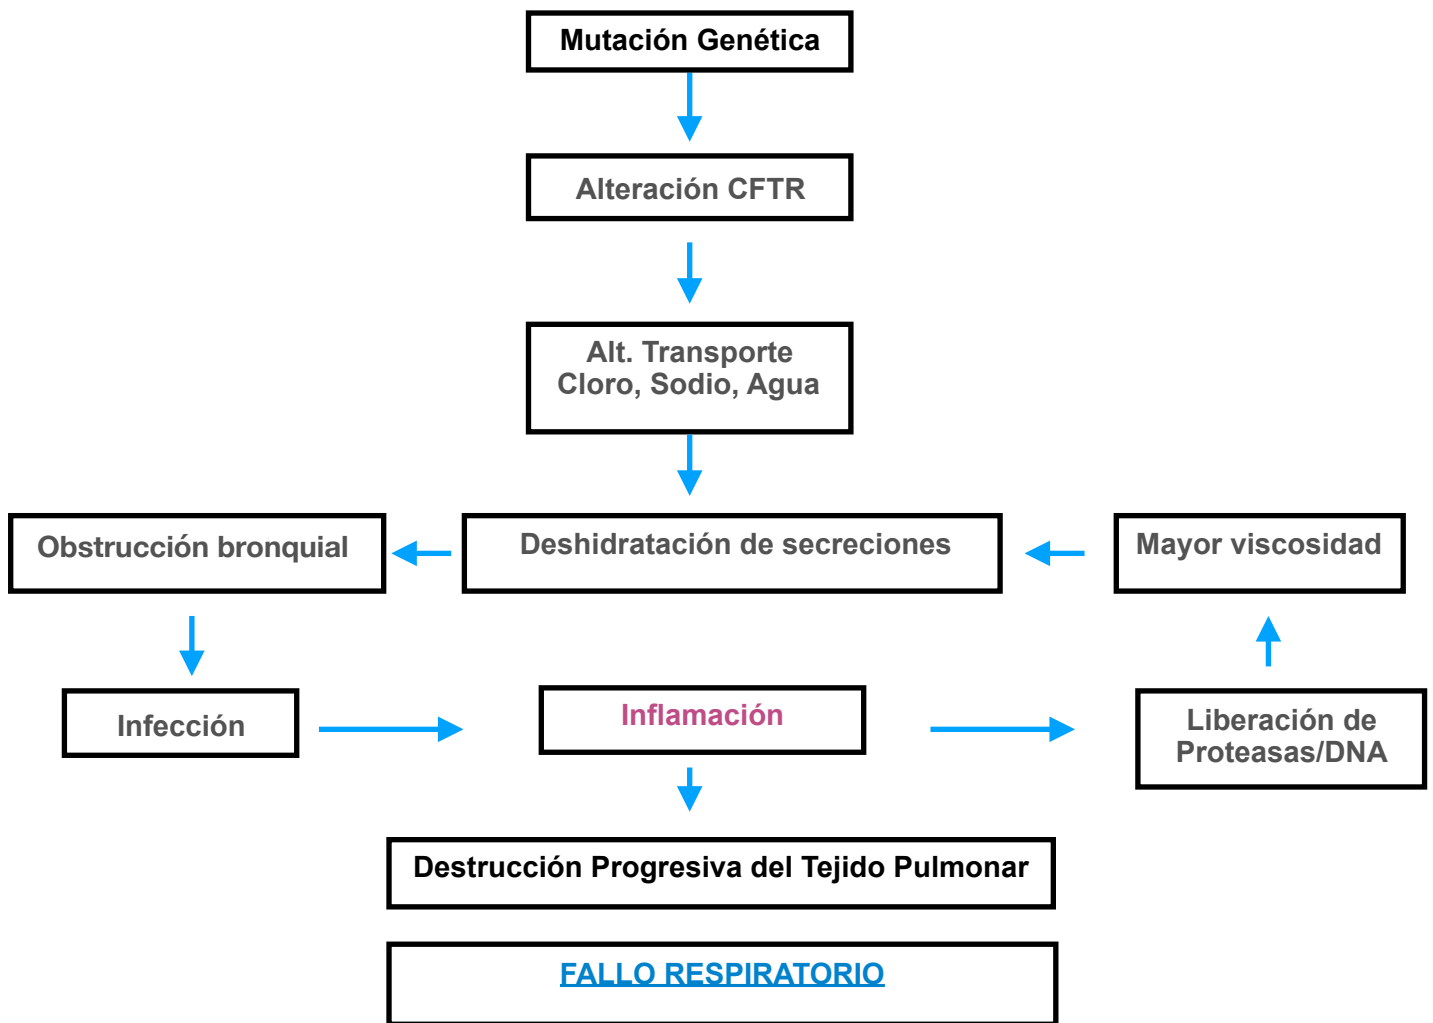 Mutación Genética
Alteración CFTR
Alt. Transporte
Cloro, Sodio, Agua
Obstrucción bronquial
Deshidratación de secreciones
Mayor viscosidad
Infección
Inflamación
Liberación de
Proteasas/DNA
Destrucción Progresiva del Tejido Pulmonar
FALLO RESPIRATORIO